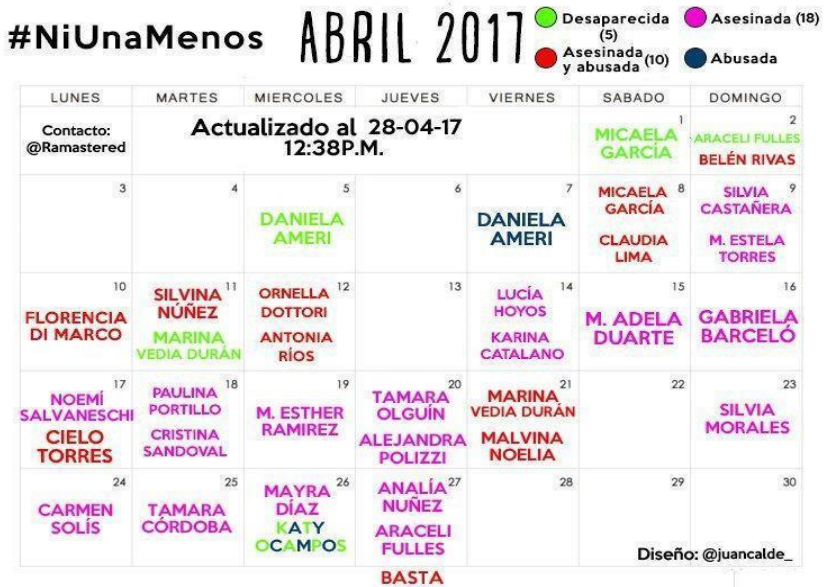 #NiUnaMenos
ABRIL 2017
Desaparecida
(5)
Asesinada (18)
Asesinada
y abusada (10)
Abusada
LUNES MARTES MIERCOLES JUEVES VIERNES SABADO DOMINGO
Contacto:
@Ramastered
Actualizado al 28-04-17
12:38P.M.
1
MICAELA
GARCÍA
2
ARACELI FULLES
BELÉN RIVAS
3
4
5
DANIELA
AMERI
6
7
DANIELA
AMERI
8
MICAELA
GARCÍA
CLAUDIA
LIMA
9
SILVIA
CASTAÑERA
M. ESTELA
TORRES
10
FLORENCIA
DI MARCO
11
SILVINA
NÚÑEZ
MARINA
VEDIA DURÁN
12
ORNELLA
DOTTORI
ANTONIA
RÍOS
13
14
LUCÍA
HOYOS
KARINA
CATALANO
15
M. ADELA
DUARTE
16
GABRIELA
BARCELÓ
17
NOEMÍ
SALVANESCHI
CIELO
TORRES
18
PAULINA
PORTILLO
CRISTINA
SANDOVAL
19
M. ESTHER
RAMIREZ
20
TAMARA
OLGUÍN
ALEJANDRA
POLIZZI
21
MARINA
VEDIA DURÁN
MALVINA
NOELIA
22
23
SILVIA
MORALES
24
CARMEN
SOLÍS
25
TAMARA
CÓRDOBA
26
MAYRA
DÍAZ
KATY
OCAMPOS
27
ANALÍA
NUÑEZ
ARACELI
FULLES
28
29
30
Diseño: @juancalde_
BASTA